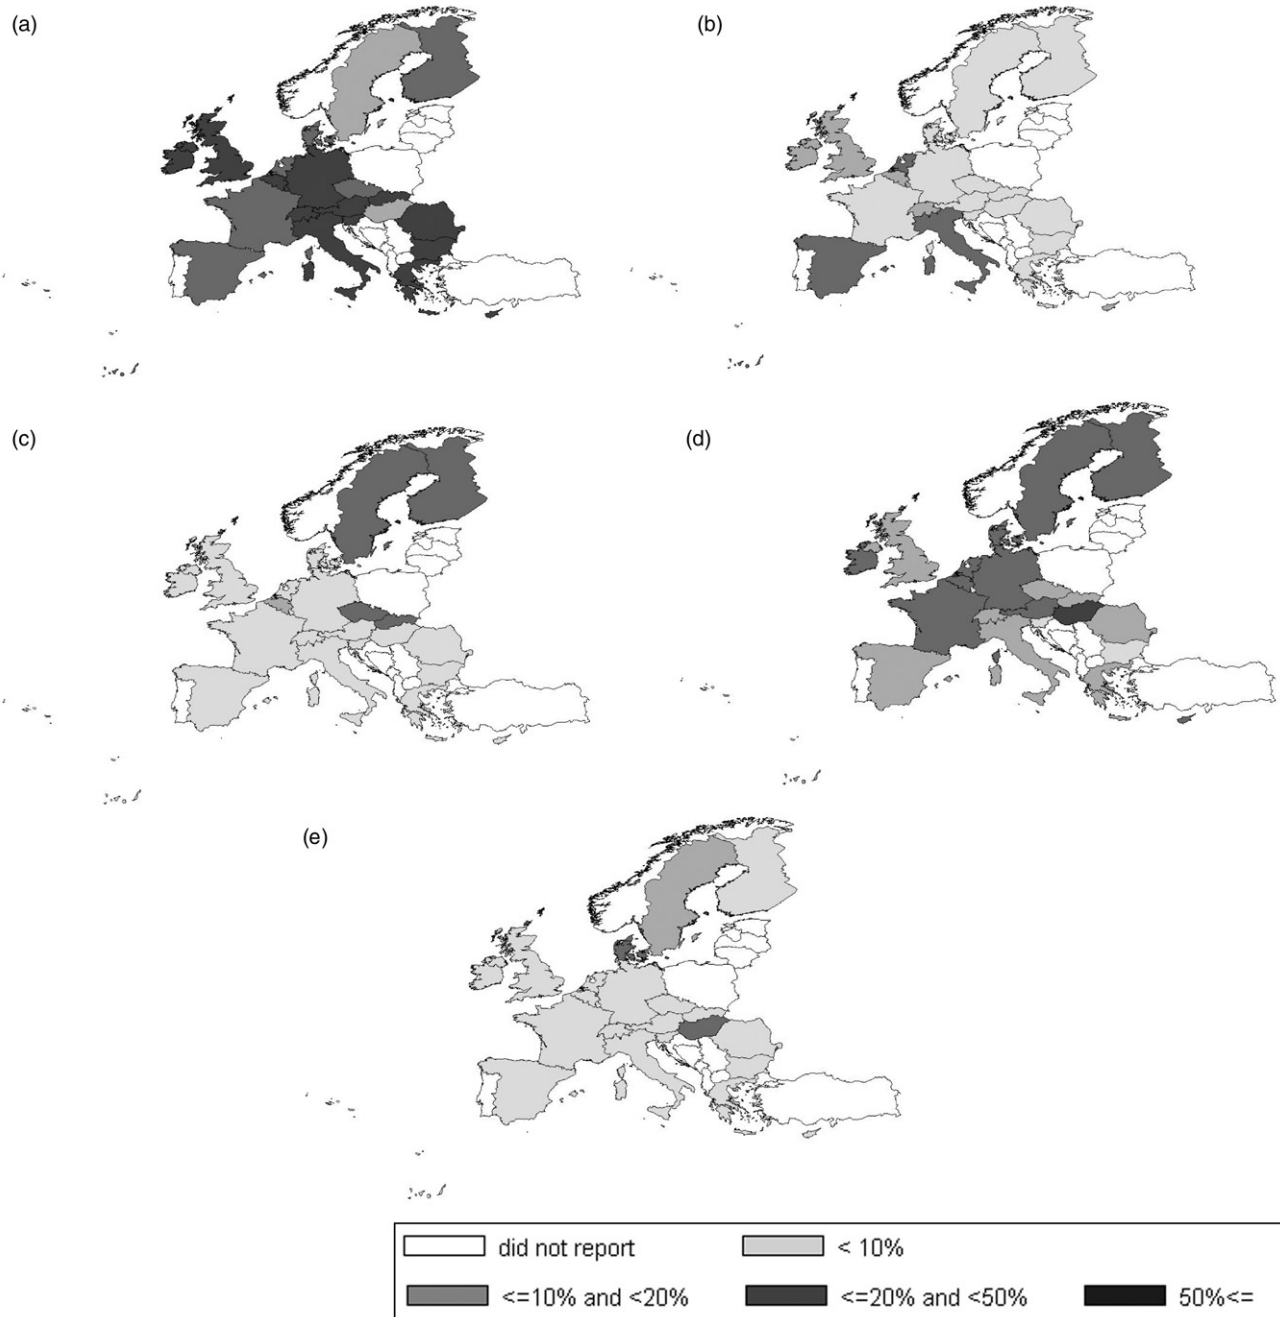 (a)
(b)
(c)
(d)
(e)
did not report
< 10%
<=10% and <20%
<=20% and <50%
50%<=